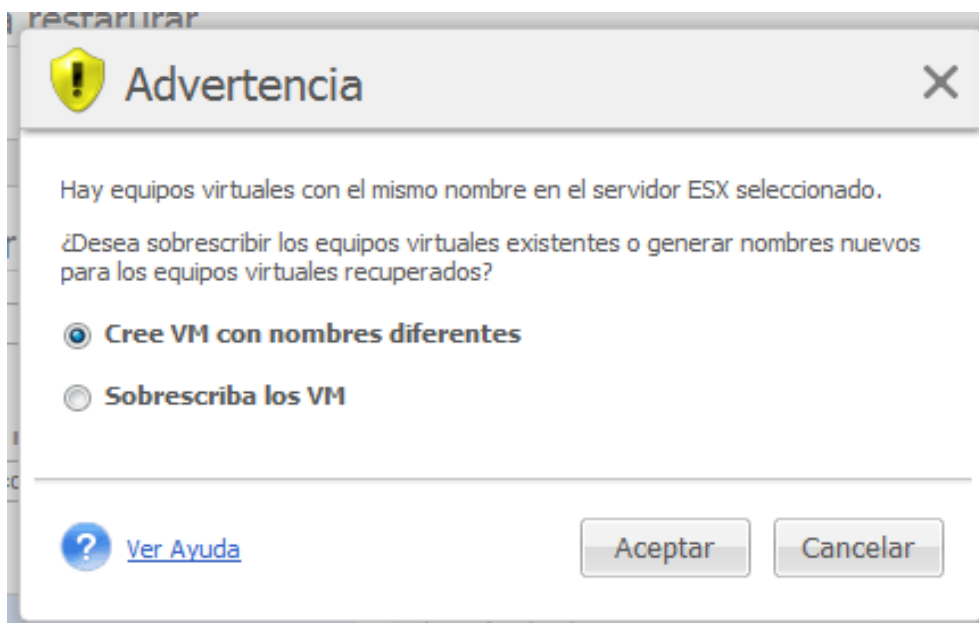 a restarurar
Advertencia
Hay equipos virtuales con el mismo nombre en el servidor ESX seleccionado.
¿Desea sobrescribir los equipos virtuales existentes o generar nombres nuevos
para los equipos virtuales recuperados?
Cree VM con nombres diferentes
Sobrescriba los VM
Ver Ayuda
Aceptar Cancelar